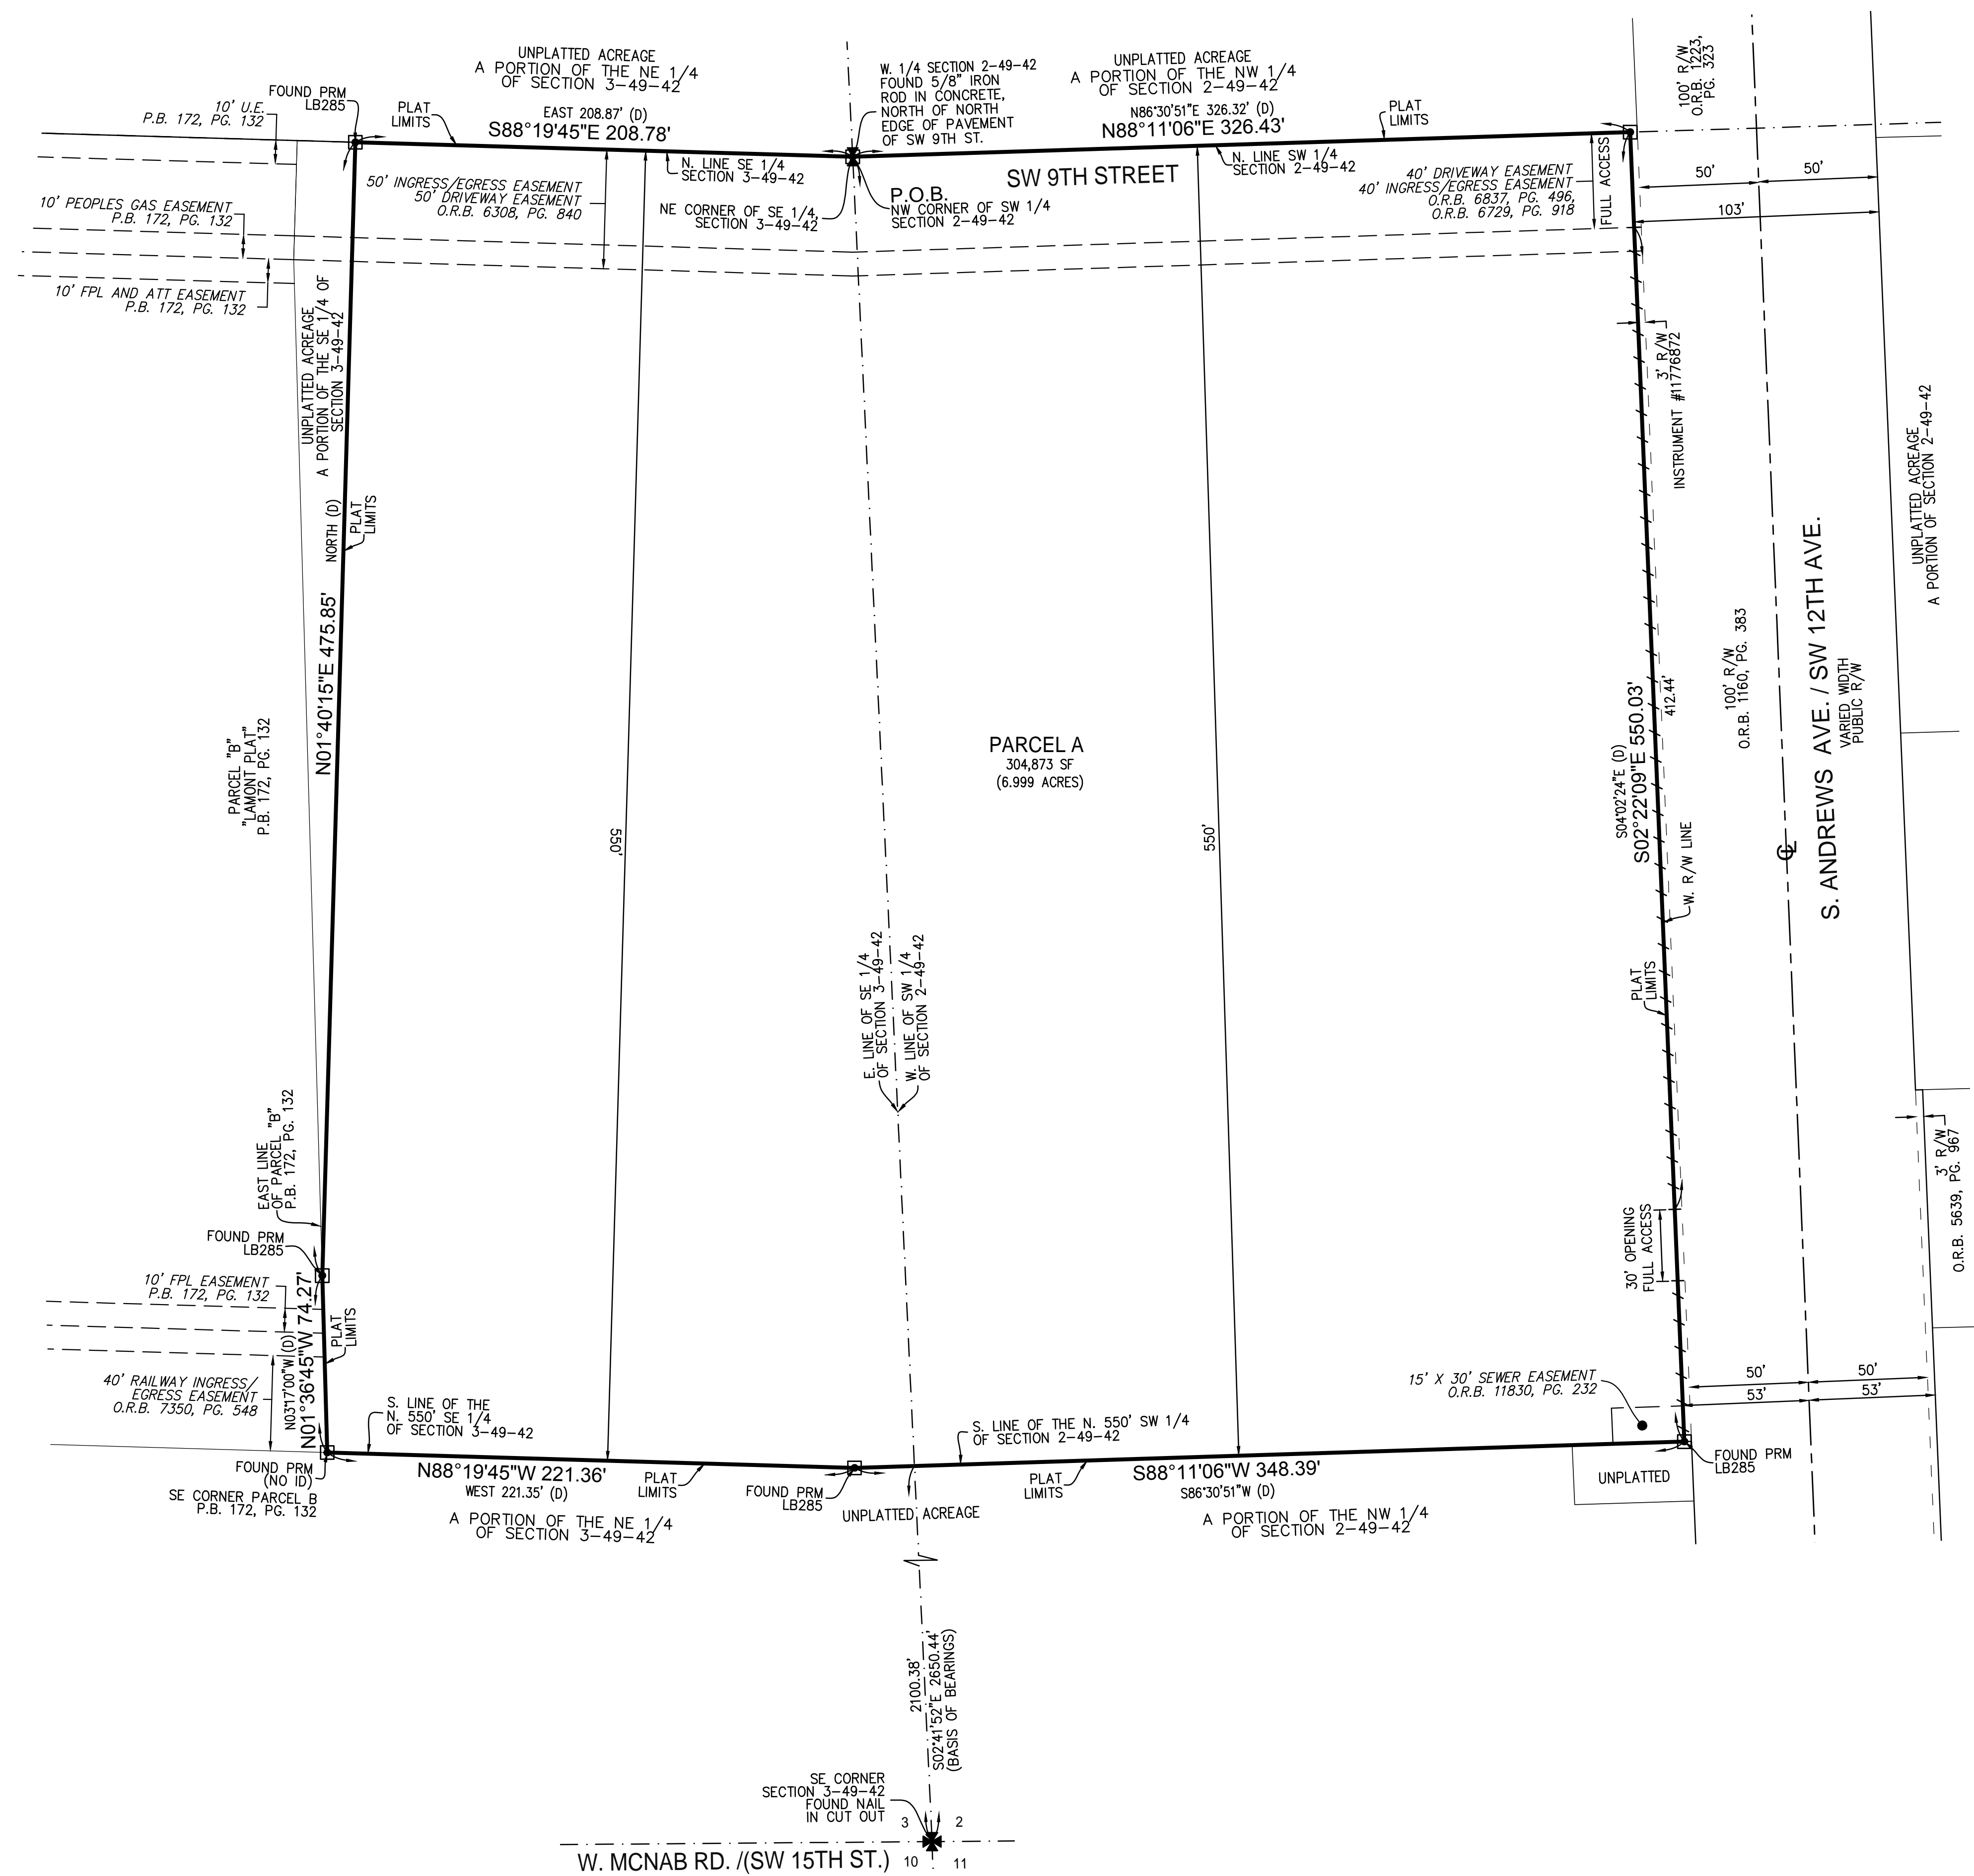 UNPLATTED ACREAGE
A PORTION OF THE NE 1/4
OF SECTION 3-49-42
EAST 208.87' (D)
S88°19'45"E 208.78'
FOUND PRM
LB285
PLAT
LIMITS
10' U.E.
P.B. 172, PG. 132
W. 1/4 SECTION 2-49-42
FOUND 5/8" IRON
ROD IN CONCRETE,
NORTH OF NORTH
EDGE OF PAVEMENT
OF SW 9TH ST.
UNPLATTED ACREAGE
A PORTION OF THE NW 1/4
OF SECTION 2-49-42
N86°30'51"E 326.32' (D)
N88°11'06"E 326.43'
PLAT
LIMITS
100' R/W
O.R.B. 1223,
PG. 323
N. LINE SE 1/4
SECTION 3-49-42
SW 9TH STREET
N. LINE SW 1/4
SECTION 2-49-42
50' INGRESS/EGRESS EASEMENT
50' DRIVEWAY EASEMENT
O.R.B. 6308, PG. 840
NE CORNER OF SE 1/4,
SECTION 3-49-42
P.O.B.
NW CORNER OF SW 1/4
SECTION 2-49-42
40' DRIVEWAY EASEMENT
40' INGRESS/EGRESS EASEMENT
O.R.B. 6837, PG. 496,
O.R.B. 6729, PG. 918
FULL ACCESS
50'
50'
103'
10' PEOPLES GAS EASEMENT
P.B. 172, PG. 132
10' FPL AND ATT EASEMENT
P.B. 172, PG. 132
UNPLATTED ACREAGE
A PORTION OF THE SE 1/4 OF
SECTION 3-49-42
NORTH (D)
PLAT
LIMITS
N01°40'15"E 475.85'
3' R/W
INSTRUMENT #11776872
UNPLATTED ACREAGE
A PORTION OF SECTION 2-49-42
PARCEL "B"
"LAMONT PLAT"
P.B. 172, PG. 132
PARCEL A
304,873 SF
(6.999 ACRES)
550'
550'
S04°02'24"E (D)
S02°22'09"E 550.03'
412.44'
100' R/W
O.R.B. 1160, PG. 383
S. ANDREWS AVE. / SW 12TH AVE.
VARIED WIDTH
PUBLIC R/W
CL
W. R/W LINE
PLAT
LIMITS
E. LINE OF SE 1/4
OF SECTION 3-49-42
W. LINE OF SW 1/4
OF SECTION 2-49-42
EAST LINE
OF PARCEL "B"
P.B. 172, PG. 132
FOUND PRM
LB285
10' FPL EASEMENT
P.B. 172, PG. 132
N03°17'00"W (D)
N01°36'45"W 74.27'
PLAT
LIMITS
40' RAILWAY INGRESS/
EGRESS EASEMENT
O.R.B. 7350, PG. 548
30' OPENING
FULL ACCESS
3' R/W
O.R.B. 5639, PG. 967
15' X 30' SEWER EASEMENT
O.R.B. 11830, PG. 232
50'
50'
53'
53'
S. LINE OF THE
N. 550' SE 1/4
OF SECTION 3-49-42
S. LINE OF THE N. 550' SW 1/4
OF SECTION 2-49-42
FOUND PRM
(NO ID)
SE CORNER PARCEL B
P.B. 172, PG. 132
N88°19'45"W 221.36'
WEST 221.35' (D)
PLAT
LIMITS
FOUND PRM
LB285
PLAT
LIMITS
S88°11'06"W 348.39'
S86°30'51"W (D)
UNPLATTED
FOUND PRM
LB285
A PORTION OF THE NE 1/4
OF SECTION 3-49-42
UNPLATTED ACREAGE
A PORTION OF THE NW 1/4
OF SECTION 2-49-42
2100.38'
S02°41'52"E 2650.44'
(BASIS OF BEARINGS)
SE CORNER
SECTION 3-49-42
FOUND NAIL
IN CUT OUT
3
2
W. MCNAB RD. /(SW 15TH ST.)
10
11